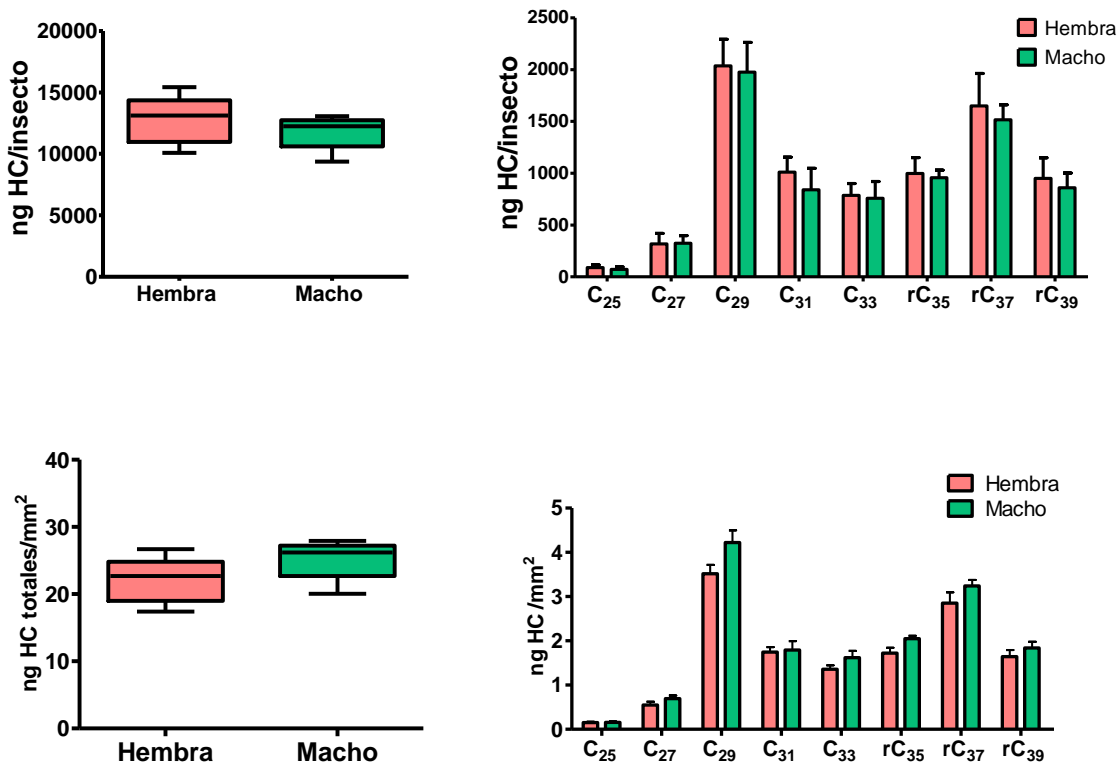 ng HC/insecto
20000
15000
10000
5000
0
Hembra Macho
ng HC/insecto
2500
2000
1500
1000
500
0
Hembra
Macho
C25 C27 C29 C31 C33 rC35 rC37 rC39
ng HC totales/mm2
40
30
20
10
0
Hembra Macho
ng HC /mm2
5
4
3
2
1
0
Hembra
Macho
C25 C27 C29 C31 C33 rC35 rC37 rC39